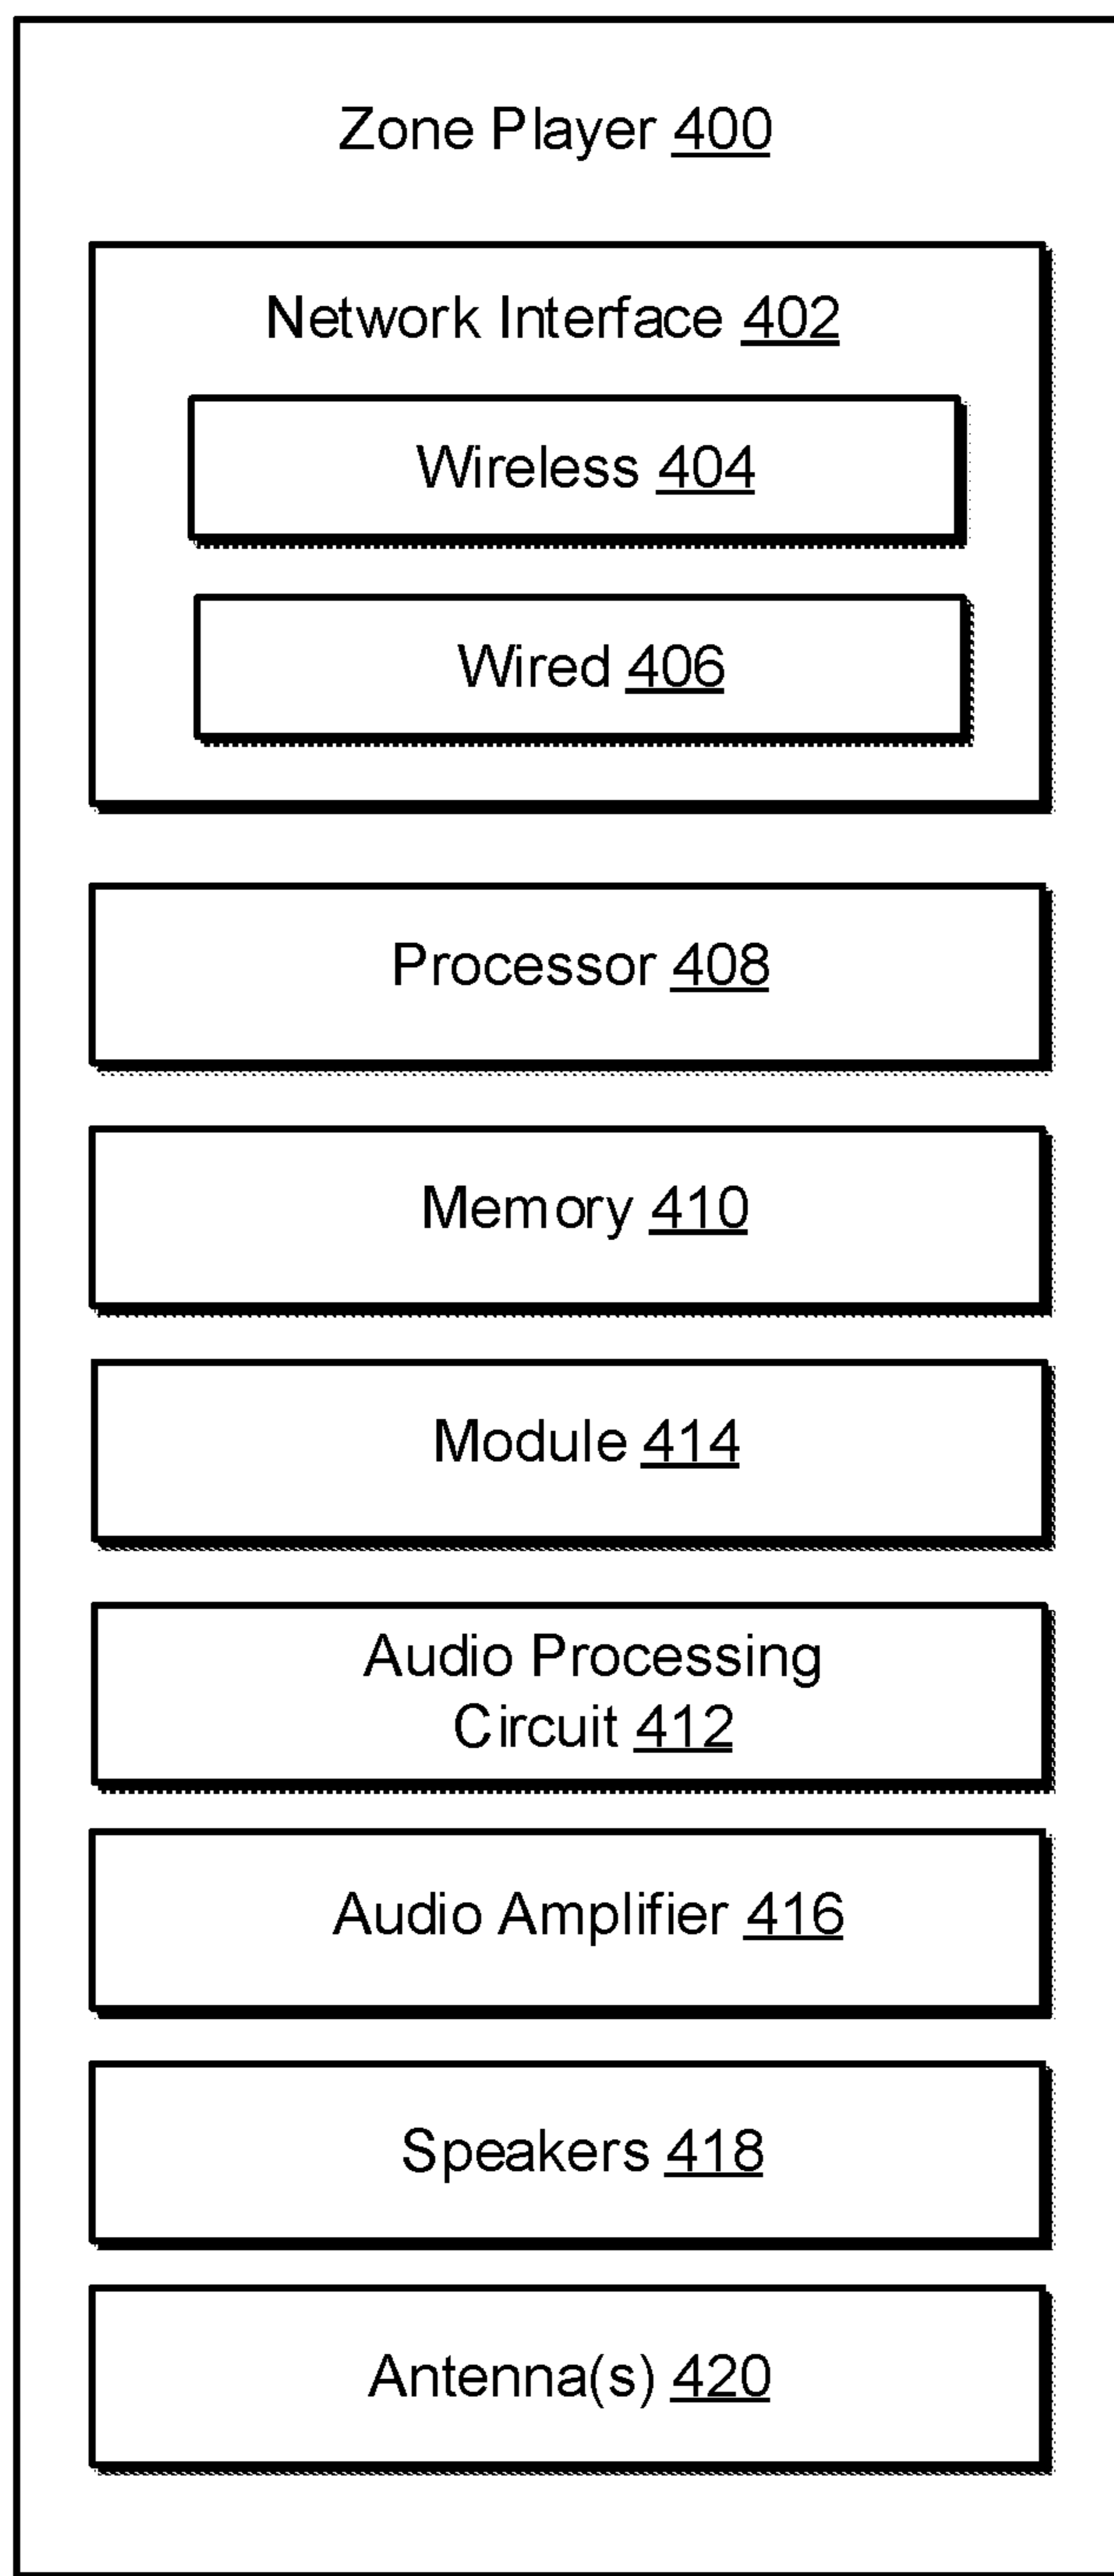 Zone Player 400
Network Interface 402
Wireless 404
Wired 406
Processor 408
Memory 410
Module 414
Audio Processing
Circuit 412
Audio Amplifier 416
Speakers 418
Antenna(s) 420